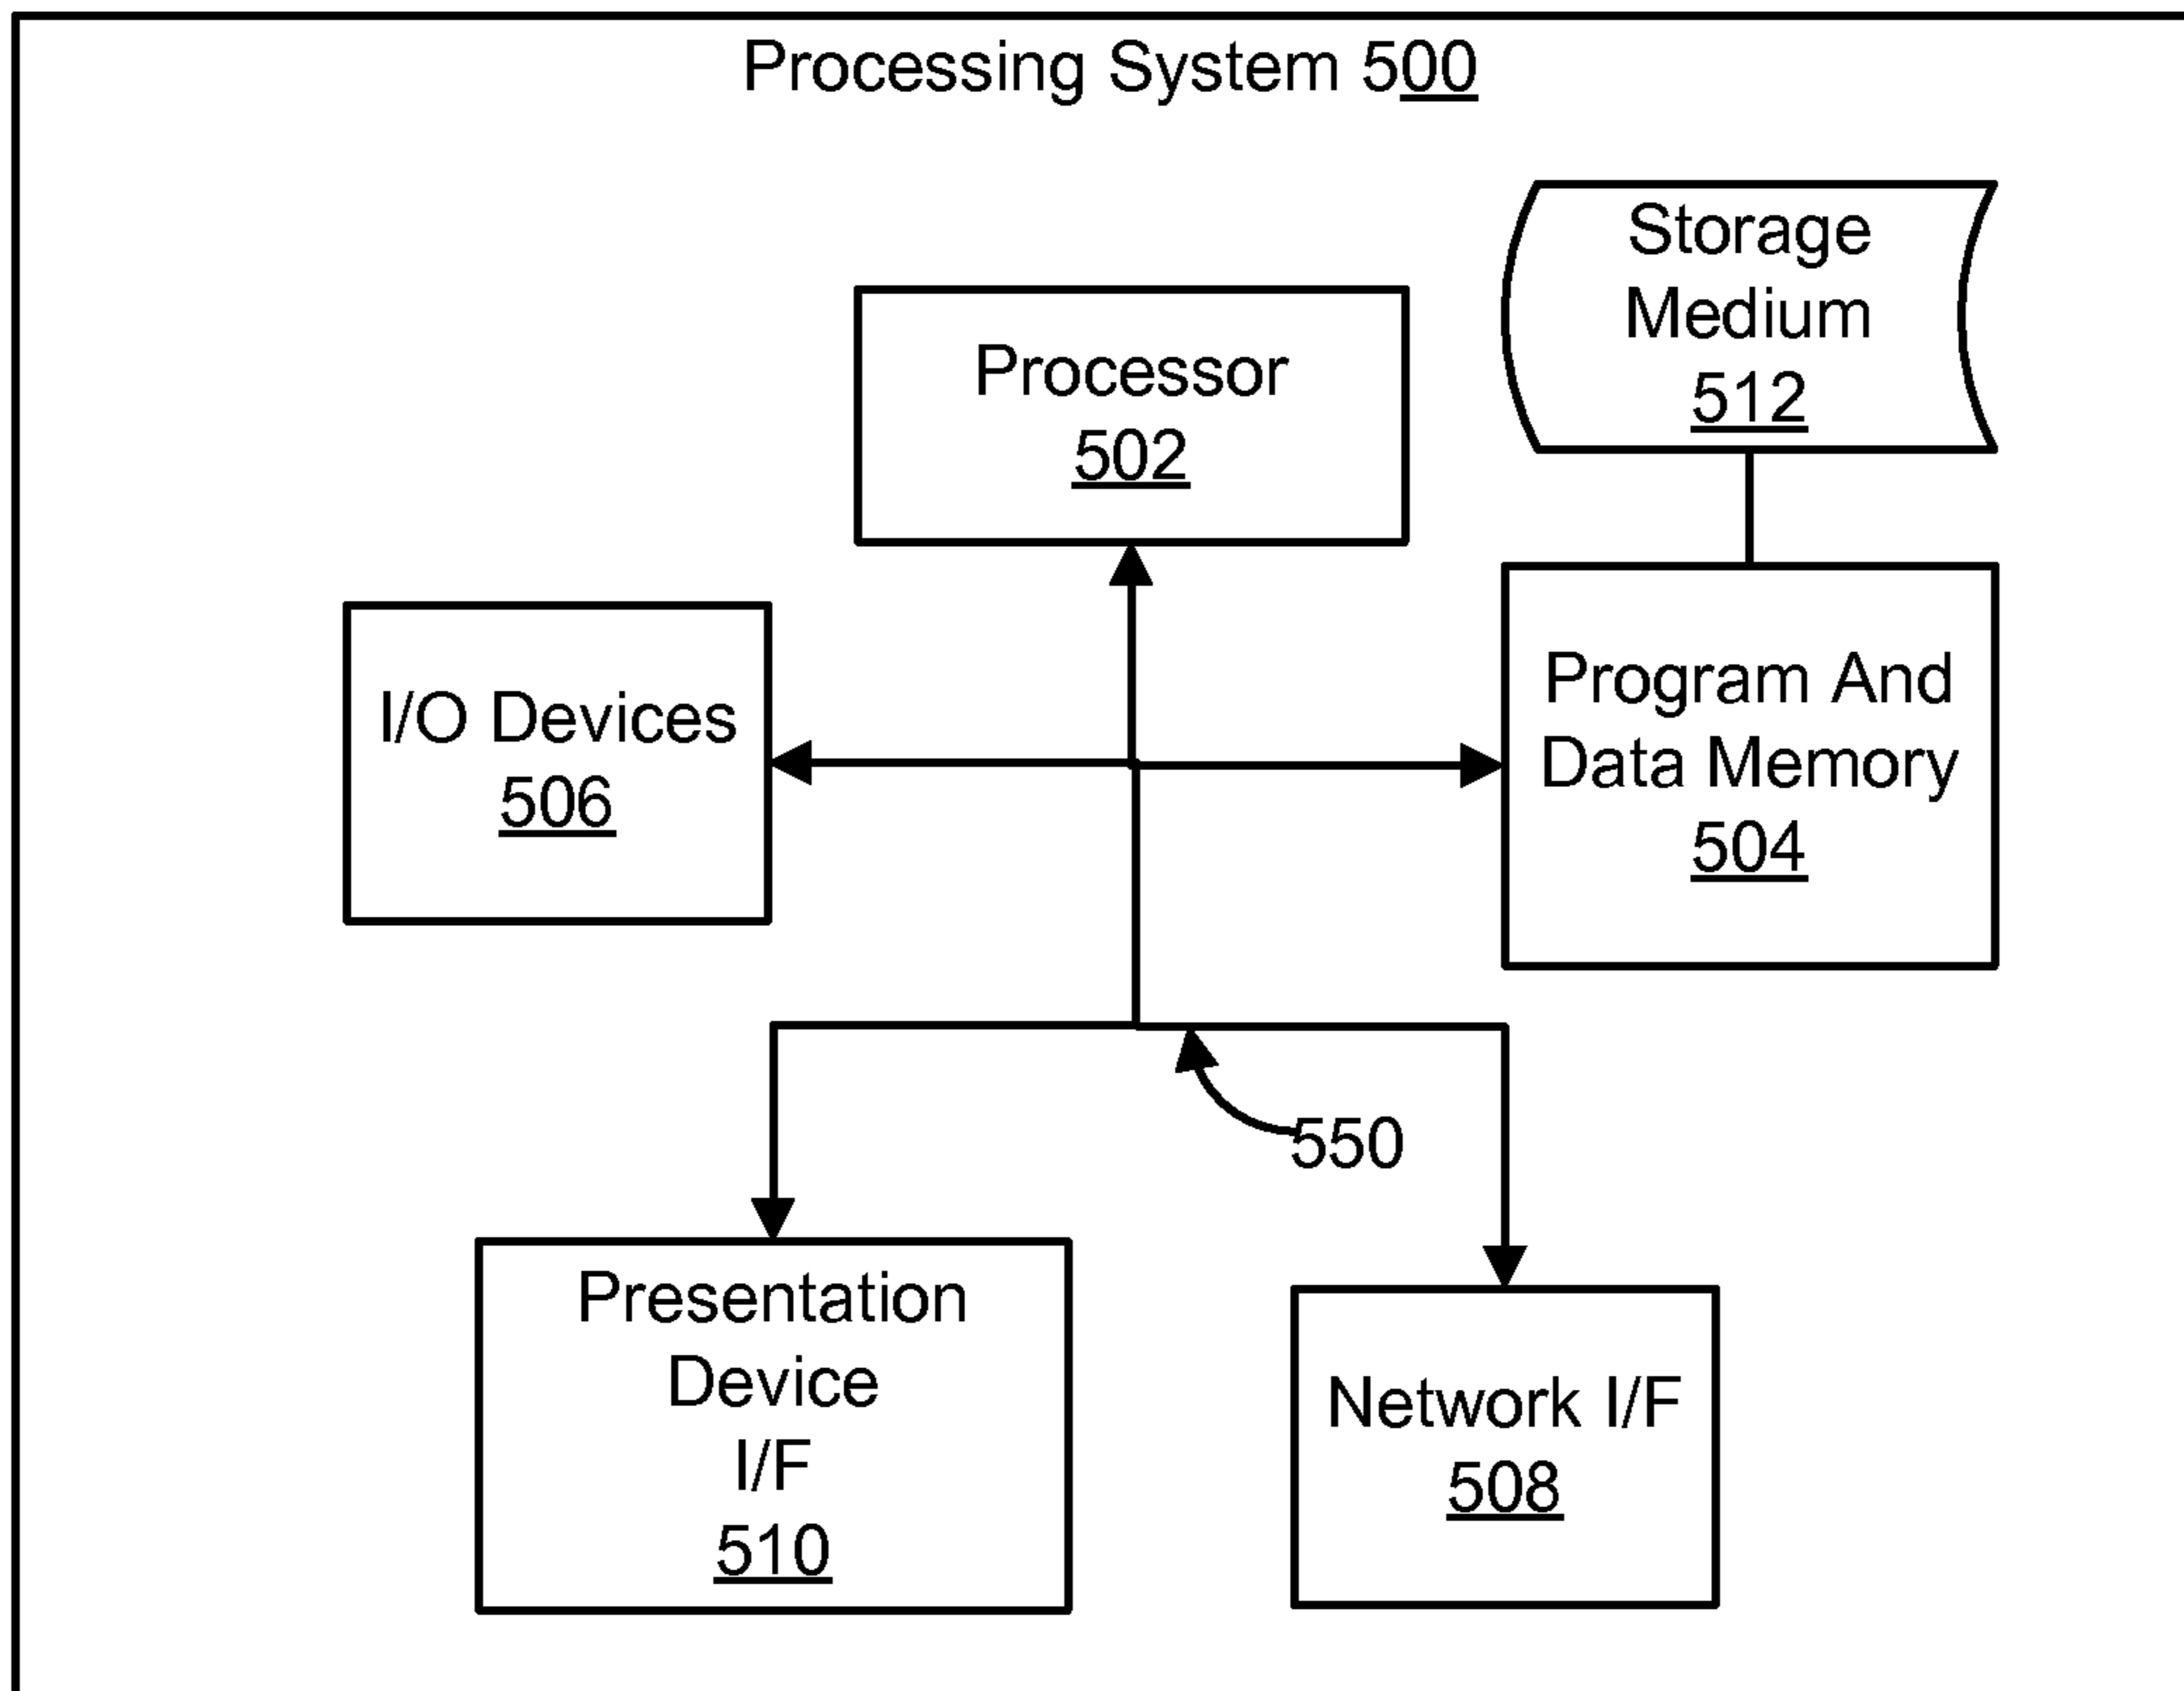 Processing System 500
Storage
Medium
512
Processor
502
I/O Devices
506
Program And
Data Memory
504
550
Presentation
Device
I/F
510
Network I/F
508